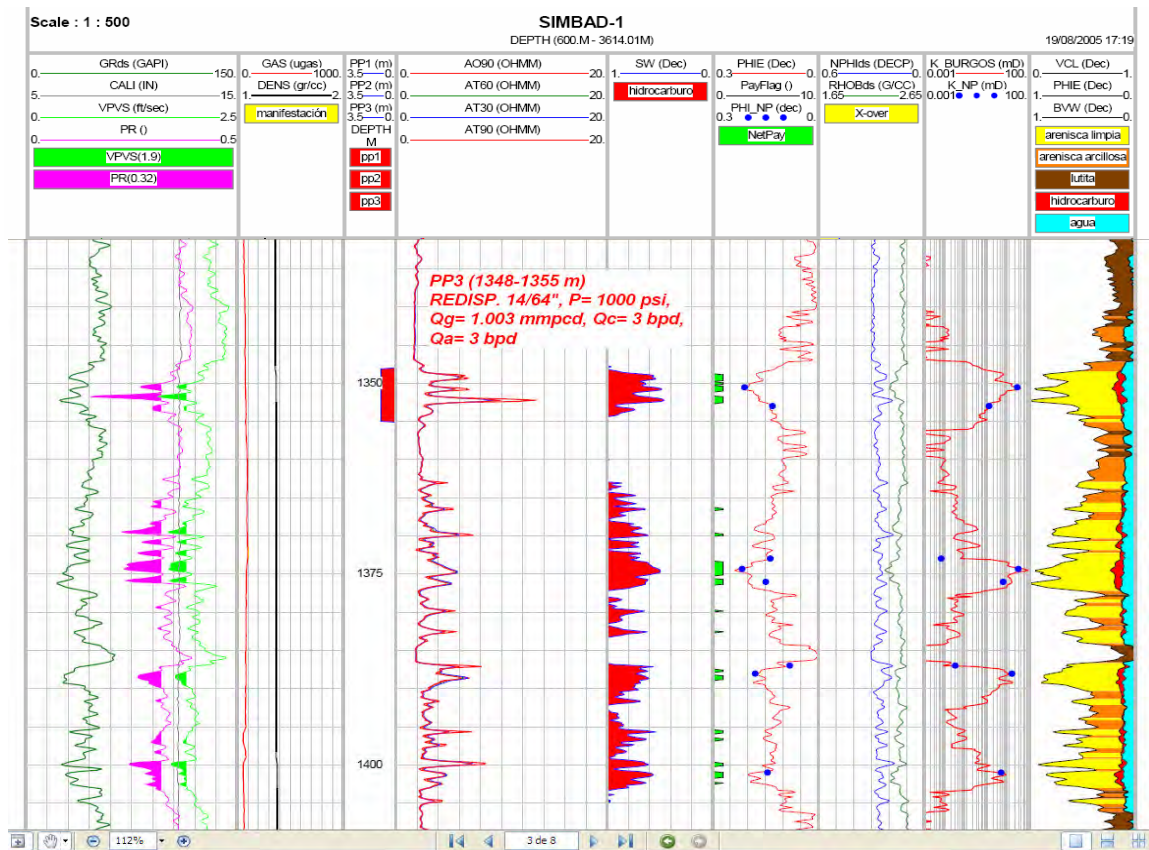 Scale : 1 : 500
SIMBAD-1
DEPTH (600.M - 3614.01M)
19/08/2005 17:19
GRds (GAPI)
0. 150.
CALI (IN)
5. 15.
VPVS (ft/sec)
0. 2.5
PR ()
0. 0.5
VPVS(1.9)
PR(0.32)
GAS (ugas)
0. 1000.
DENS (gr/cc)
1. 2.
manifestación
PP1 (m)
3.5 0.
PP2 (m)
3.5 0.
PP3 (m)
3.5 0.
DEPTH
M
pp1
pp2
pp3
AO90 (OHMM)
0. 20.
AT60 (OHMM)
0. 20.
AT30 (OHMM)
0. 20.
AT90 (OHMM)
0. 20.
SW (Dec)
1. 0.
hidrocarburo
PHIE (Dec)
0.3 0.
PayFlag ()
0. 10.
PHI_NP (dec)
0.3 0.
NetPay
NPHIds (DECP)
0.6 0.
RHOBds (G/CC)
1.65 2.65
X-over
K_BURGOS (mD)
0.001 100.
K_NP (mD)
0.001 100.
VCL (Dec)
0. 1.
PHIE (Dec)
1. 0.
BVW (Dec)
1. 0.
arenisca limpia
arenisca arcillosa
lutita
hidrocarburo
agua
PP3 (1348-1355 m)
REDISP. 14/64", P= 1000 psi,
Qg= 1.003 mmpcd, Qc= 3 bpd,
Qa= 3 bpd
1350
1375
1400
112%
3 de 8